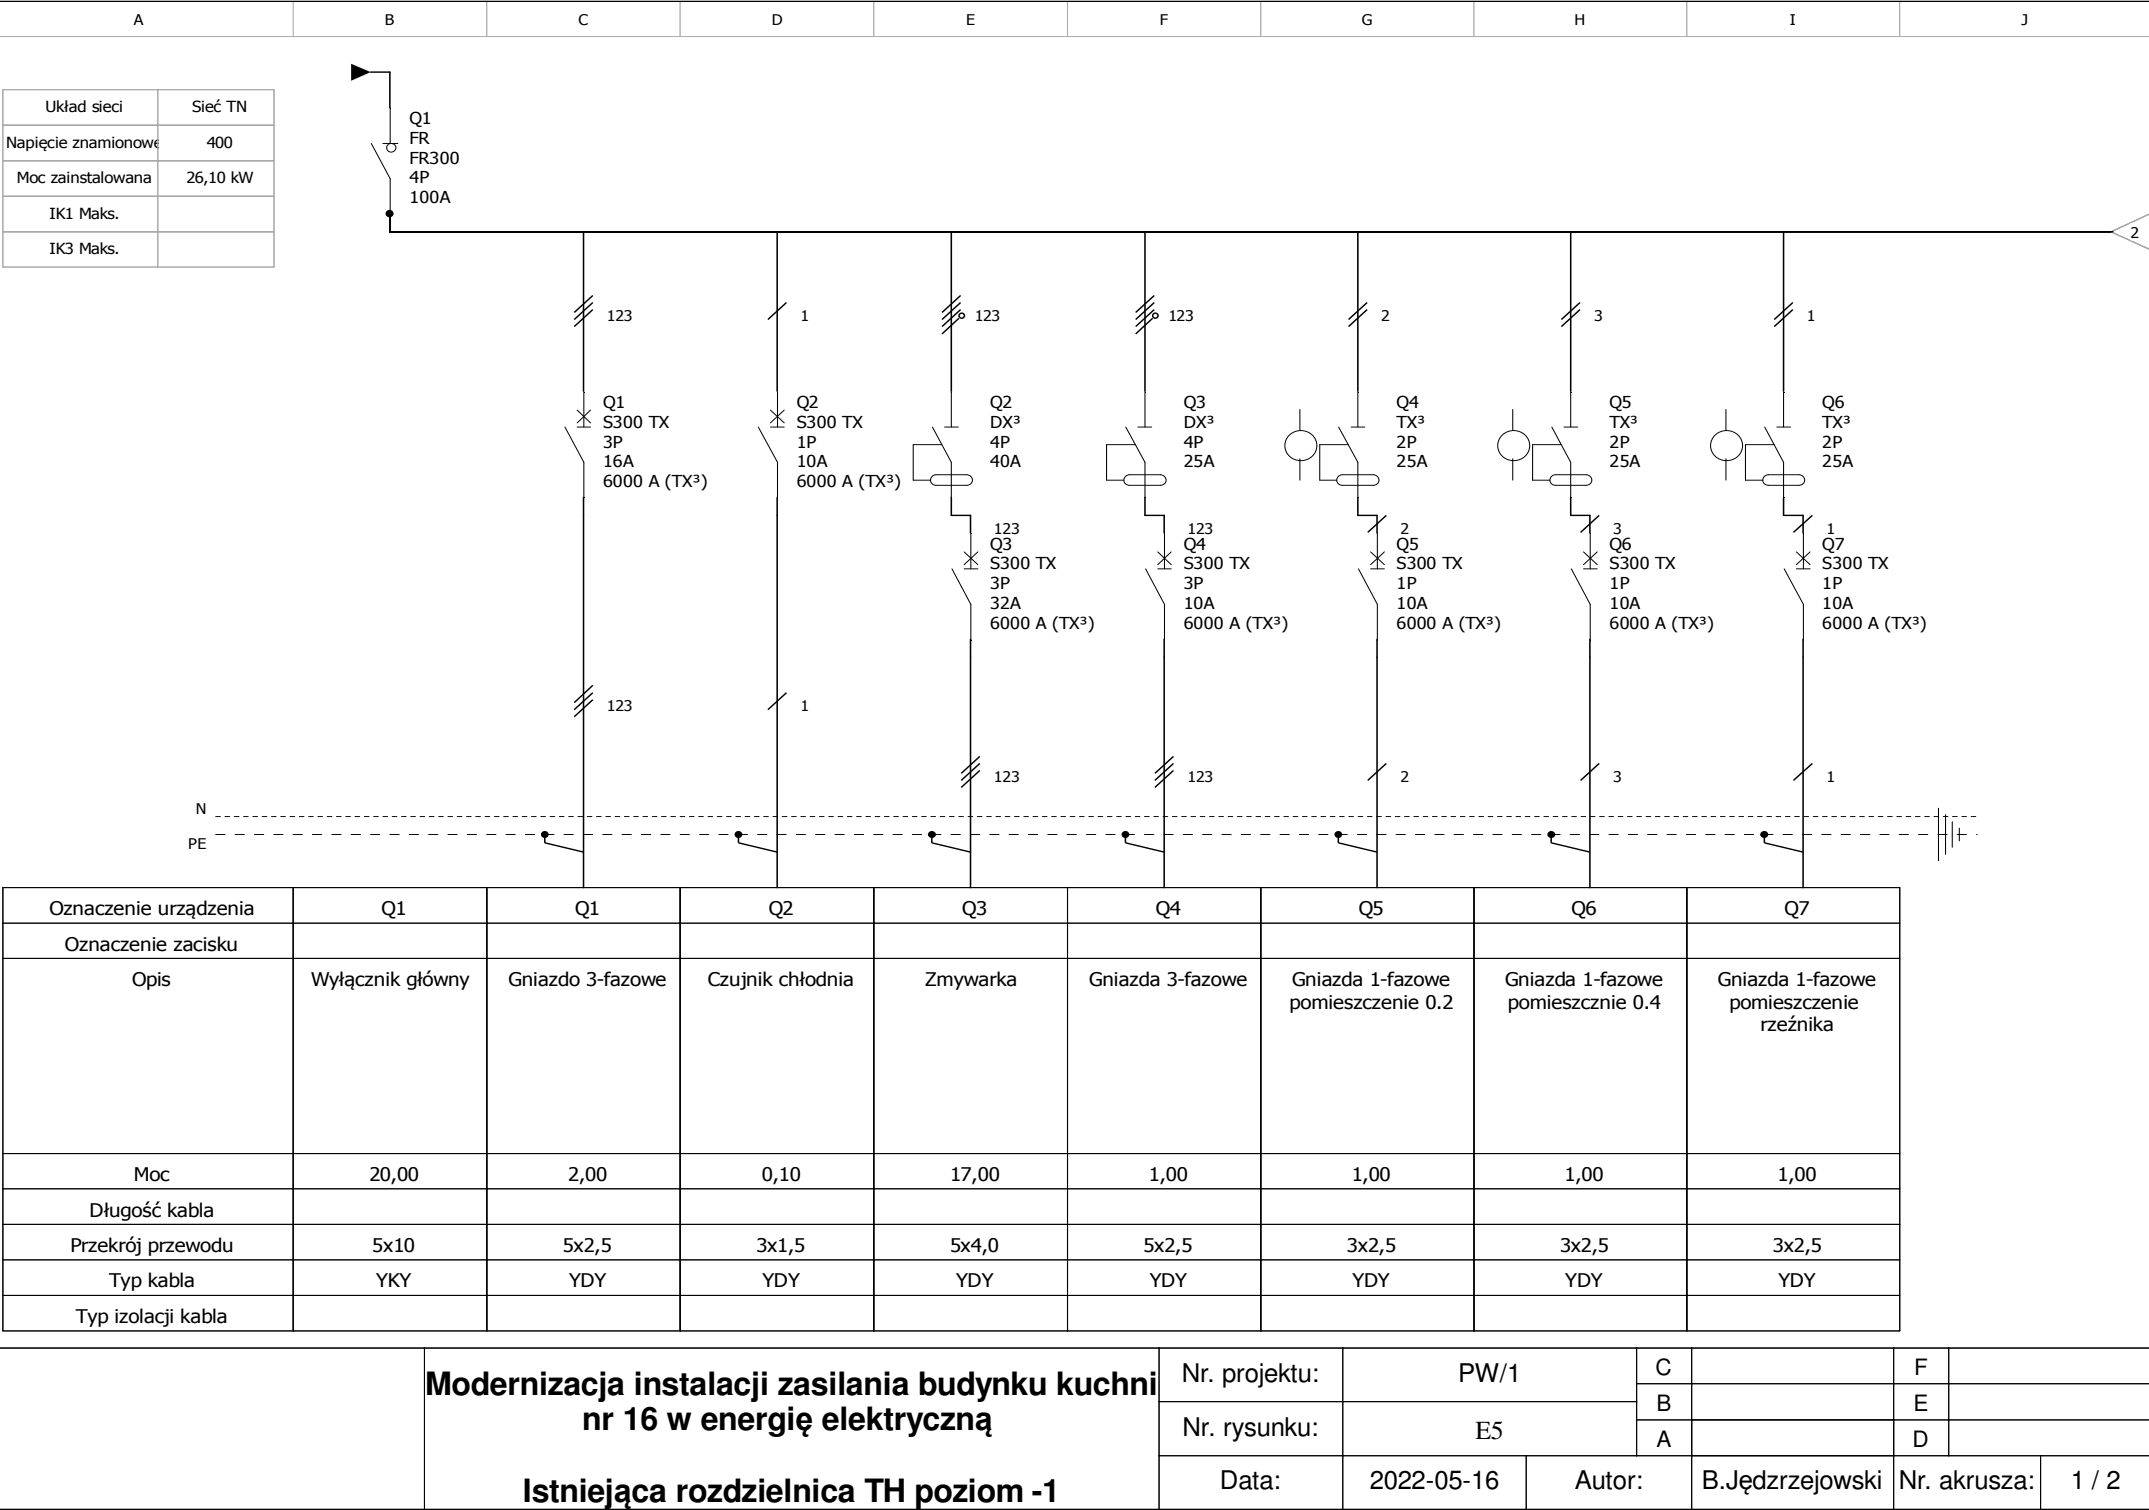 A B C D E F G H I J
Układ sieci Sieć TN
Napięcie znamionowe 400
Moc zainstalowana 26,10 kW
IK1 Maks.
IK3 Maks.
Q1
FR
FR300
4P
100A
2
123 1 123 123 2 3 1
Q1
S300 TX
3P
16A
6000 A (TX³)
Q2
S300 TX
1P
10A
6000 A (TX³)
Q2
DX³
4P
40A
Q3
DX³
4P
25A
Q4
TX³
2P
25A
Q5
TX³
2P
25A
Q6
TX³
2P
25A
123
Q3
S300 TX
3P
32A
6000 A (TX³)
123
Q4
S300 TX
3P
10A
6000 A (TX³)
2
Q5
S300 TX
1P
10A
6000 A (TX³)
3
Q6
S300 TX
1P
10A
6000 A (TX³)
1
Q7
S300 TX
1P
10A
6000 A (TX³)
123 1
123 123 2 3 1
N
PE
Oznaczenie urządzenia Q1 Q1 Q2 Q3 Q4 Q5 Q6 Q7
Oznaczenie zacisku
Opis
Wyłącznik główny
Gniazdo 3-fazowe
Czujnik chłodnia
Zmywarka
Gniazda 3-fazowe
Gniazda 1-fazowe
pomieszczenie 0.2
Gniazda 1-fazowe
pomieszcznie 0.4
Gniazda 1-fazowe
pomieszczenie
rzeźnika
Moc 20,00 2,00 0,10 17,00 1,00 1,00 1,00 1,00
Długość kabla
Przekrój przewodu 5x10 5x2,5 3x1,5 5x4,0 5x2,5 3x2,5 3x2,5 3x2,5
Typ kabla YKY YDY YDY YDY YDY YDY YDY YDY
Typ izolacji kabla
Modernizacja instalacji zasilania budynku kuchni
nr 16 w energię elektryczną
Istniejąca rozdzielnica TH poziom -1
Nr. projektu: PW/1
Nr. rysunku: E5
C F
B E
A D
Data: 2022-05-16 Autor: B.Jędzrzejowski Nr. akrusza: 1 / 2